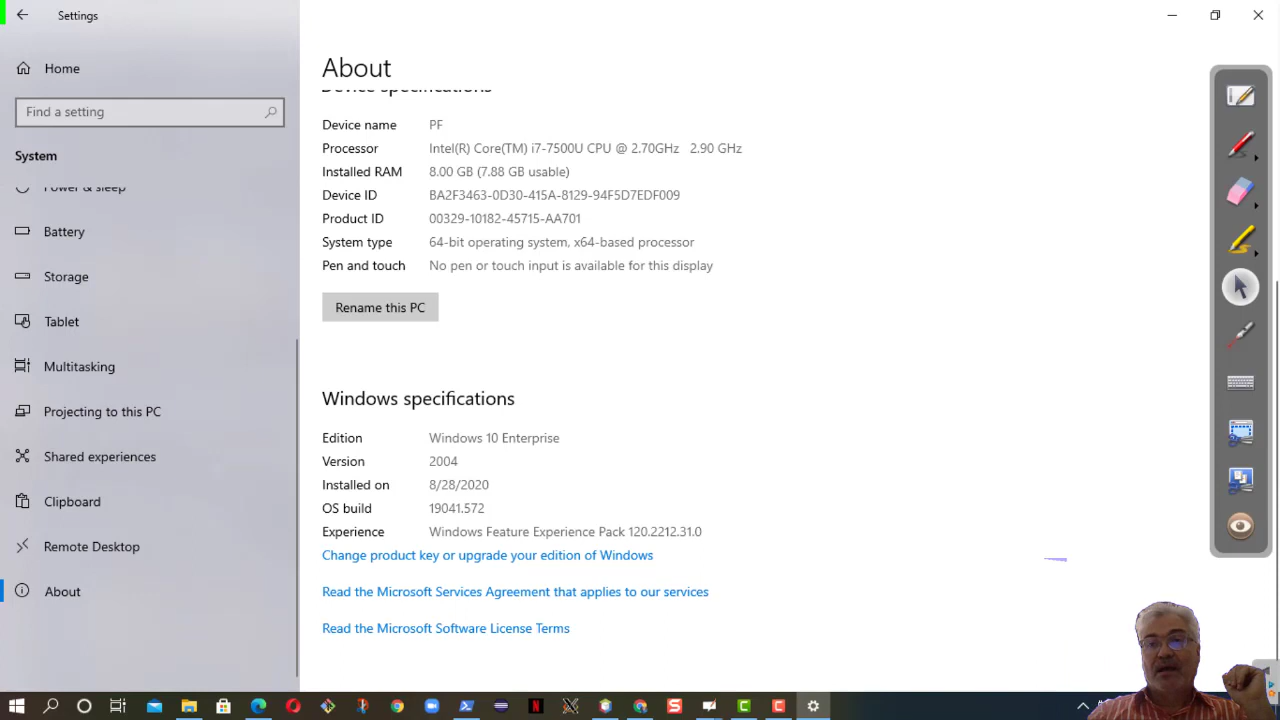 Settings
Home
Find a setting
System
Power & sleep
Battery
Storage
Tablet
Multitasking
Projecting to this PC
Shared experiences
Clipboard
Remote Desktop
About
About
Device specifications
Device name PF
Processor Intel(R) Core(TM) i7-7500U CPU @ 2.70GHz 2.90 GHz
Installed RAM 8.00 GB (7.88 GB usable)
Device ID BA2F3463-0D30-415A-8129-94F5D7EDF009
Product ID 00329-10182-45715-AA701
System type 64-bit operating system, x64-based processor
Pen and touch No pen or touch input is available for this display
Rename this PC
Windows specifications
Edition Windows 10 Enterprise
Version 2004
Installed on 8/28/2020
OS build 19041.572
Experience Windows Feature Experience Pack 120.2212.31.0
Change product key or upgrade your edition of Windows
Read the Microsoft Services Agreement that applies to our services
Read the Microsoft Software License Terms